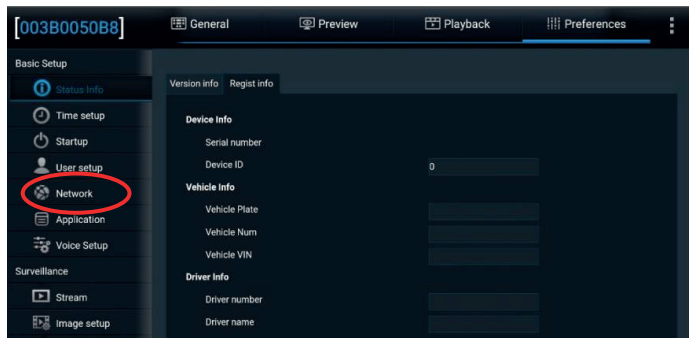 [003B0050B8]
General
Preview
Playback
Preferences
Basic Setup
Status Info
Time setup
Startup
User setup
Network
Application
Voice Setup
Surveillance
Stream
Image setup
Version info
Regist info
Device Info
Serial number
Device ID
0
Vehicle Info
Vehicle Plate
Vehicle Num
Vehicle VIN
Driver Info
Driver number
Driver name